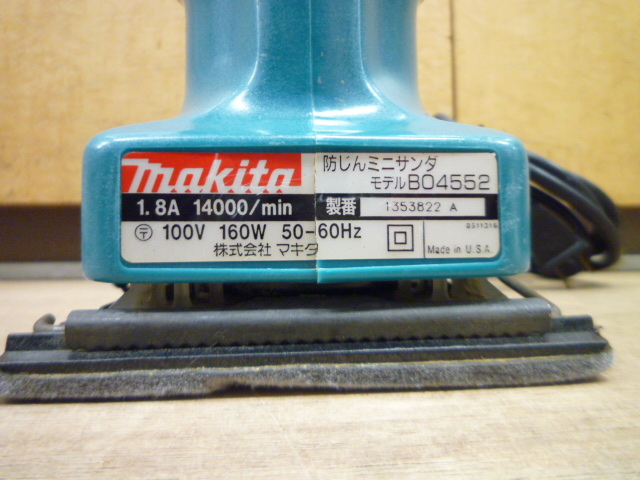 makita
防じんミニサンダ
モデルBO4552
1.8A 14000/min 製番 1353822 A
〒 100V 160W 50-60Hz
株式会社 マキタ
Made in U.S.A.